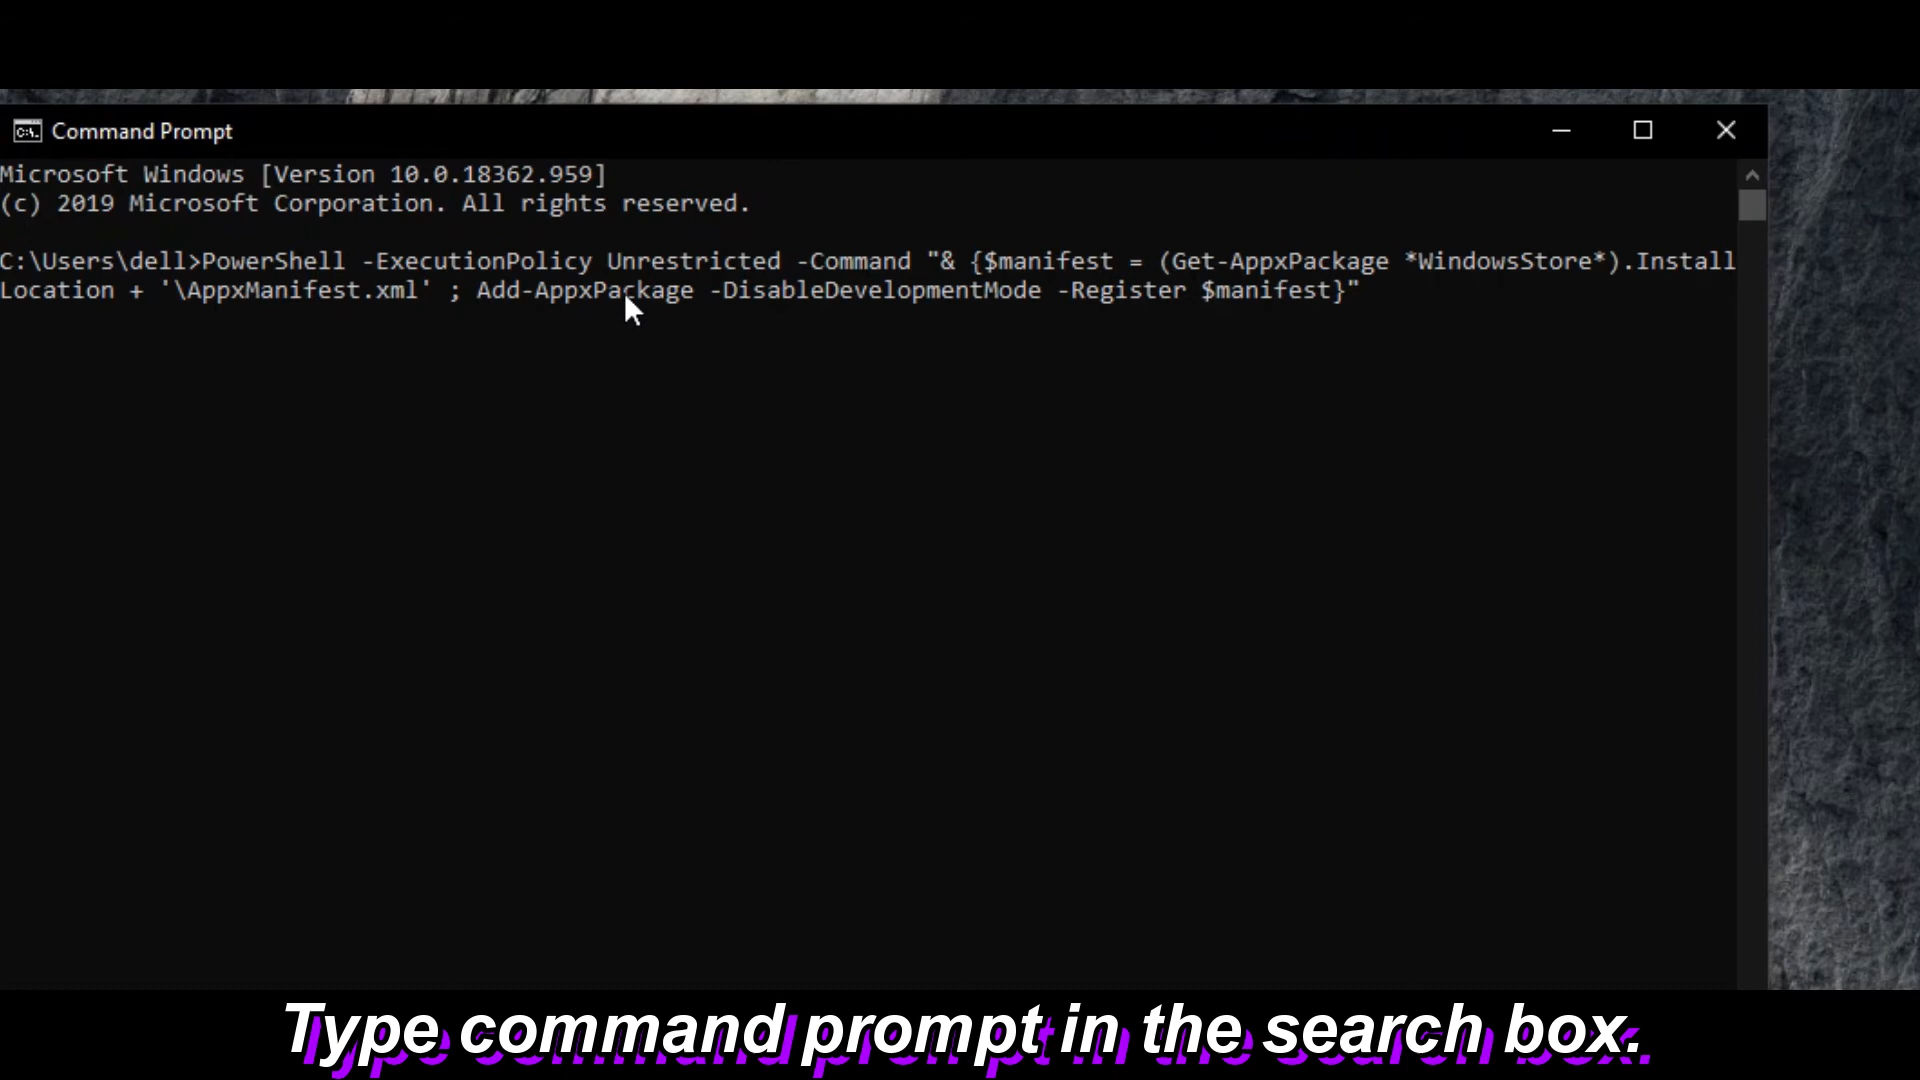 Command Prompt
Microsoft Windows [Version 10.0.18362.959]
(c) 2019 Microsoft Corporation. All rights reserved.
C:\Users\dell>PowerShell -ExecutionPolicy Unrestricted -Command "& {$manifest = (Get-AppxPackage *WindowsStore*).Install
Location + '\AppxManifest.xml' ; Add-AppxPackage -DisableDevelopmentMode -Register $manifest}"
Type command prompt in the search box.